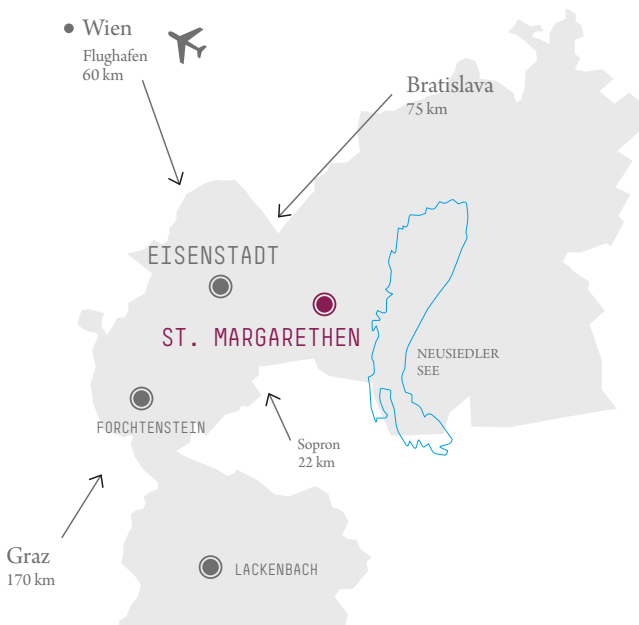 Wien
Flughafen
60 km
Bratislava
75 km
EISENSTADT
ST. MARGARETHEN
NEUSIEDLER
SEE
FORCHTENSTEIN
Sopron
22 km
Graz
170 km
LACKENBACH